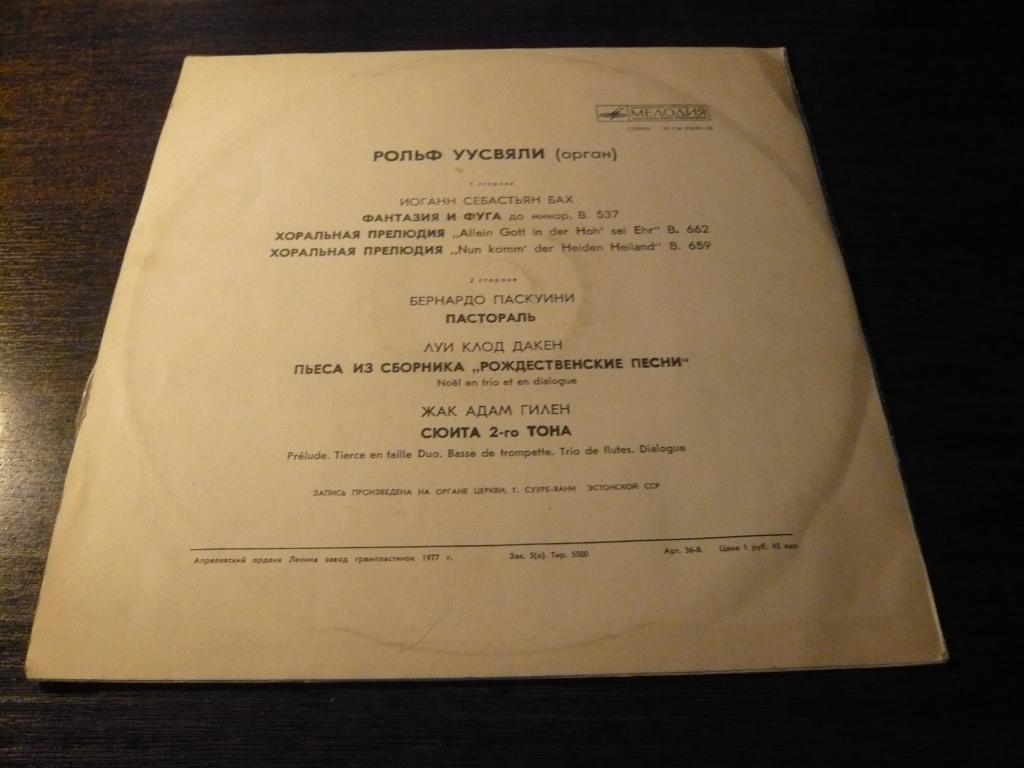 МЕЛОДИЯ
СТЕРЕО 33 СМ
РОЛЬФ УУСВЯЛИ (орган)
1 сторона
ИОГАНН СЕБАСТЬЯН БАХ
ФАНТАЗИЯ И ФУГА до минор, В. 537
ХОРАЛЬНАЯ ПРЕЛЮДИЯ „Allein Gott in der Hoh' sei Ehr" В. 662
ХОРАЛЬНАЯ ПРЕЛЮДИЯ „Nun komm' der Heiden Heiland" В. 659
2 сторона
БЕРНАРДО ПАСКУИНИ
ПАСТОРАЛЬ
ЛУИ КЛОД ДАКЕН
ПЬЕСА ИЗ СБОРНИКА „РОЖДЕСТВЕНСКИЕ ПЕСНИ"
Noël en trio et en dialogue
ЖАК АДАМ ГИЛЕН
СЮИТА 2-го ТОНА
Prélude. Tierce en taille Duo. Basse de trompette. Trio de flutes. Dialogue
ЗАПИСЬ ПРОИЗВЕДЕНА НА ОРГАНЕ ЦЕРКВИ, Г. СУУРЕ-ЯАНИ ЭСТОНСКОЙ ССР
Апрелевский ордена Ленина завод грампластинок 1977 г. Зак. 5(о). Тир. 5500 Арт. 36-8. Цена 1 руб. 45 коп.